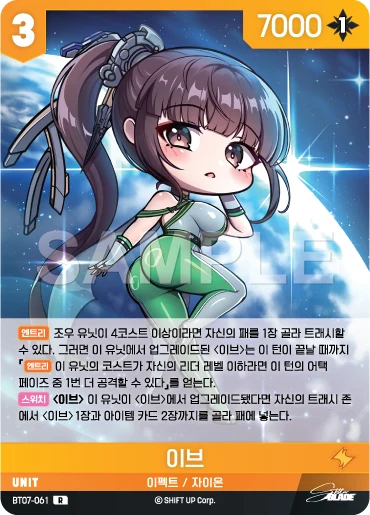 3
7000 1
SAMPLE
엔트리 조우 유닛이 4코스트 이상이라면 자신의 패를 1장 골라 트래시할
수 있다. 그러면 이 유닛에서 업그레이드된 <이브>는 이 턴이 끝날 때까지
『엔트리 이 유닛의 코스트가 자신의 리더 레벨 이하라면 이 턴의 어택
페이즈 중 1번 더 공격할 수 있다』를 얻는다.
스위치 <이브> 이 유닛이 <이브>에서 업그레이드됐다면 자신의 트래시 존
에서 <이브> 1장과 아이템 카드 2장까지를 골라 패에 넣는다.
이브
UNIT 이펙트 / 자이온
BT07-061 R ⓒSHIFT UP Corp. Stellar BLADE